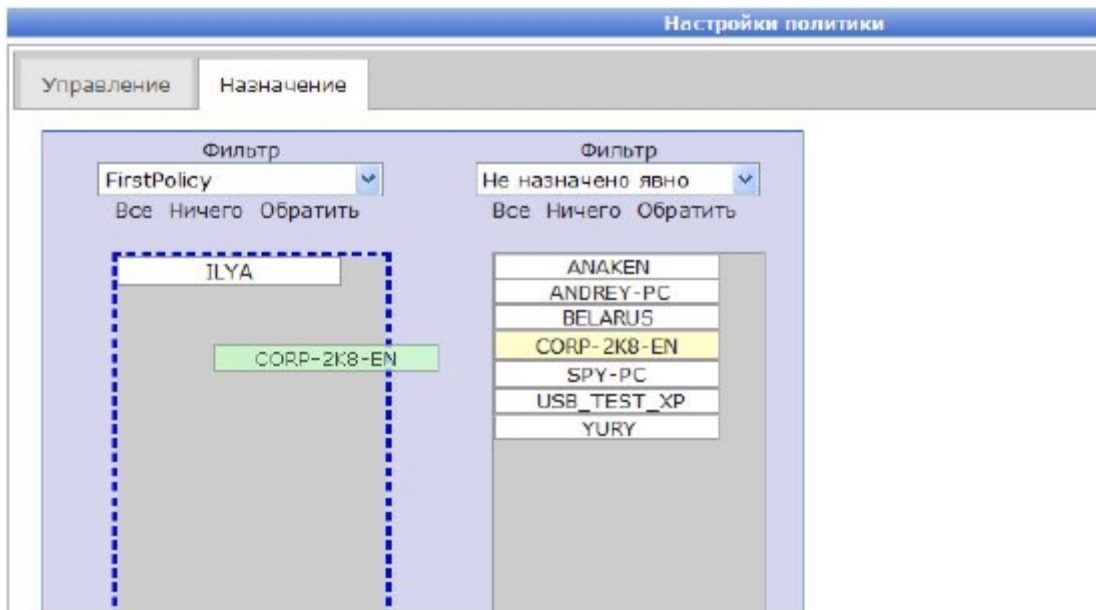 Настройки политики
Управление Назначение
Фильтр Фильтр
FirstPolicy Не назначено явно
Все Ничего Обратить Все Ничего Обратить
ILYA
CORP-2K8-EN
ANAKEN
ANDREY-PC
BELARUS
CORP-2K8-EN
SPY-PC
USB_TEST_XP
YURY